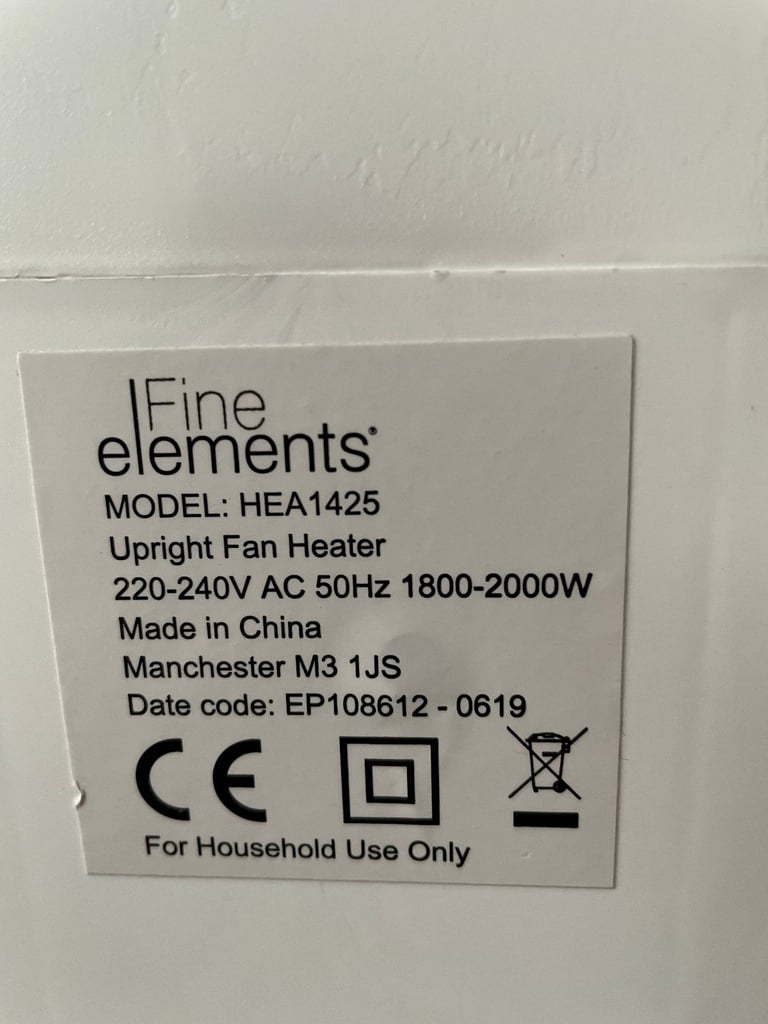 Fine
elements®
MODEL: HEA1425
Upright Fan Heater
220-240V AC 50Hz 1800-2000W
Made in China
Manchester M3 1JS
Date code: EP108612 - 0619
CE
For Household Use Only